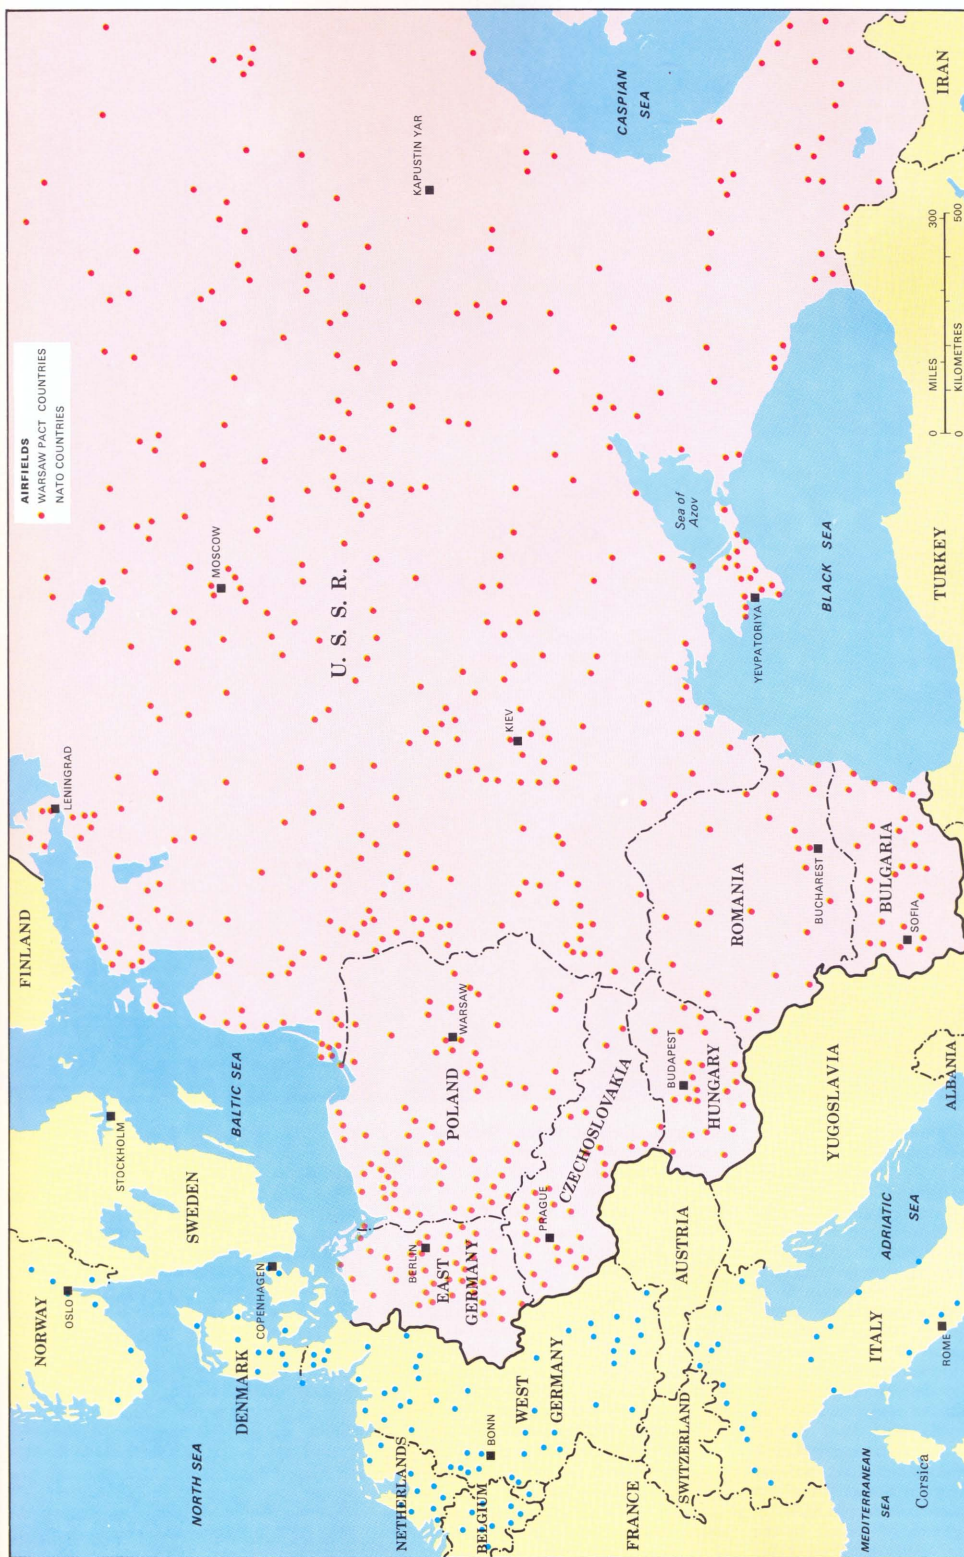 AIRFIELDS
WARSAW PACT COUNTRIES
NATO COUNTRIES
NORWAY
OSLO
SWEDEN
STOCKHOLM
FINLAND
LENINGRAD
NORTH SEA
DENMARK
COPENHAGEN
BALTIC SEA
MOSCOW
U. S. S. R.
KAPUSTIN YAR
NETHERLANDS
BELGIUM
BONN
WEST
GERMANY
EAST
GERMANY
BERLIN
POLAND
WARSAW
PRAGUE
CZECHOSLOVAKIA
KIEV
FRANCE
SWITZERLAND
AUSTRIA
HUNGARY
BUDAPEST
ROMANIA
BUCHAREST
BULGARIA
SOFIA
YEVPATORIYA
Sea of
Azov
BLACK SEA
CASPIAN
SEA
MEDITERRANEAN
SEA
Corsica
ITALY
ROME
ADRIATIC
SEA
YUGOSLAVIA
ALBANIA
TURKEY
IRAN
0 MILES 300
0 KILOMETRES 500